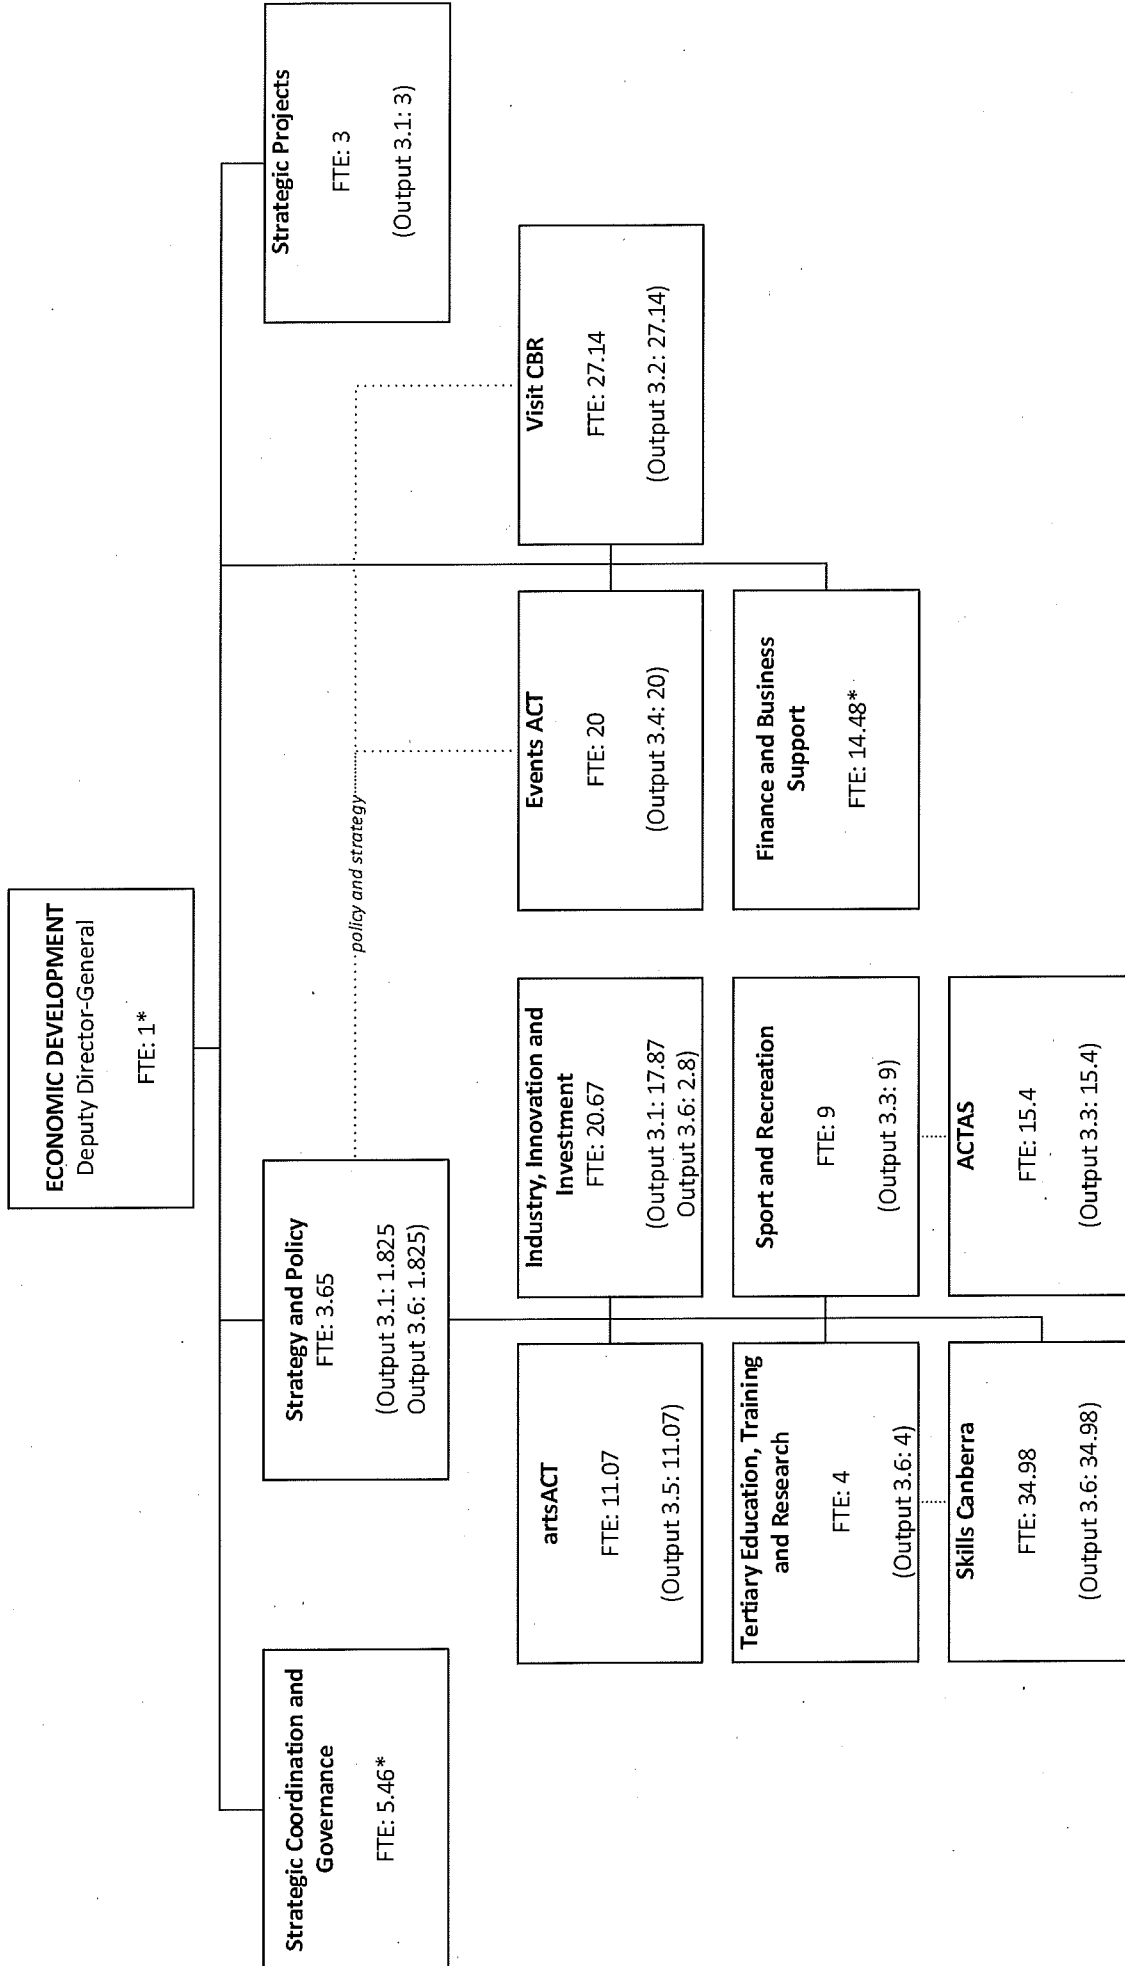 ECONOMIC DEVELOPMENT
Deputy Director-General
FTE: 1*
Strategic Coordination and
Governance
FTE: 5.46*
Strategy and Policy
FTE: 3.65
(Output 3.1: 1.825
Output 3.6: 1.825)
Strategic Projects
FTE: 3
(Output 3.1: 3)
policy and strategy
artsACT
FTE: 11.07
(Output 3.5: 11.07)
Industry, Innovation and
Investment
FTE: 20.67
(Output 3.1: 17.87
Output 3.6: 2.8)
Events ACT
FTE: 20
(Output 3.4: 20)
Visit CBR
FTE: 27.14
(Output 3.2: 27.14)
Tertiary Education, Training
and Research
FTE: 4
(Output 3.6: 4)
Sport and Recreation
FTE: 9
(Output 3.3: 9)
Finance and Business
Support
FTE: 14.48*
Skills Canberra
FTE: 34.98
(Output 3.6: 34.98)
ACTAS
FTE: 15.4
(Output 3.3: 15.4)